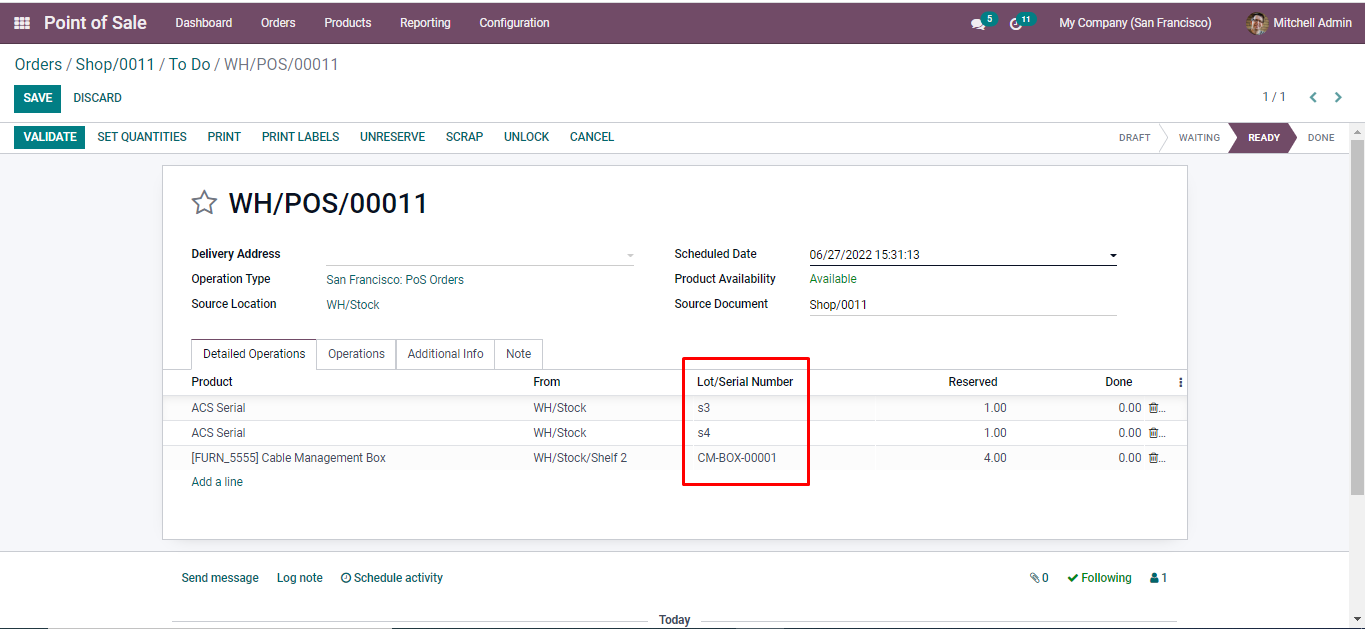 Point of Sale Dashboard Orders Products Reporting Configuration 5 11 My Company (San Francisco) Mitchell Admin
Orders / Shop/0011 / To Do / WH/POS/00011
SAVE DISCARD 1 / 1
VALIDATE SET QUANTITIES PRINT PRINT LABELS UNRESERVE SCRAP UNLOCK CANCEL DRAFT WAITING READY DONE
WH/POS/00011
Delivery Address Scheduled Date 06/27/2022 15:31:13
Operation Type San Francisco: PoS Orders Product Availability Available
Source Location WH/Stock Source Document Shop/0011
Detailed Operations Operations Additional Info Note
Product From Lot/Serial Number Reserved Done
ACS Serial WH/Stock s3 1.00 0.00 ...
ACS Serial WH/Stock s4 1.00 0.00 ...
[FURN_5555] Cable Management Box WH/Stock/Shelf 2 CM-BOX-00001 4.00 0.00 ...
Add a line
Send message Log note Schedule activity 0 Following 1
Today